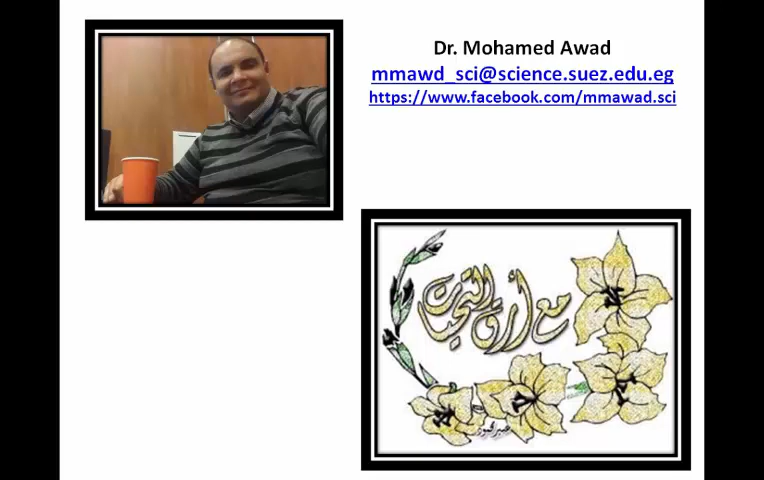 Dr. Mohamed Awad
mmawd_sci@science.suez.edu.eg
https://www.facebook.com/mmawad.sci
مع أرق التحيات